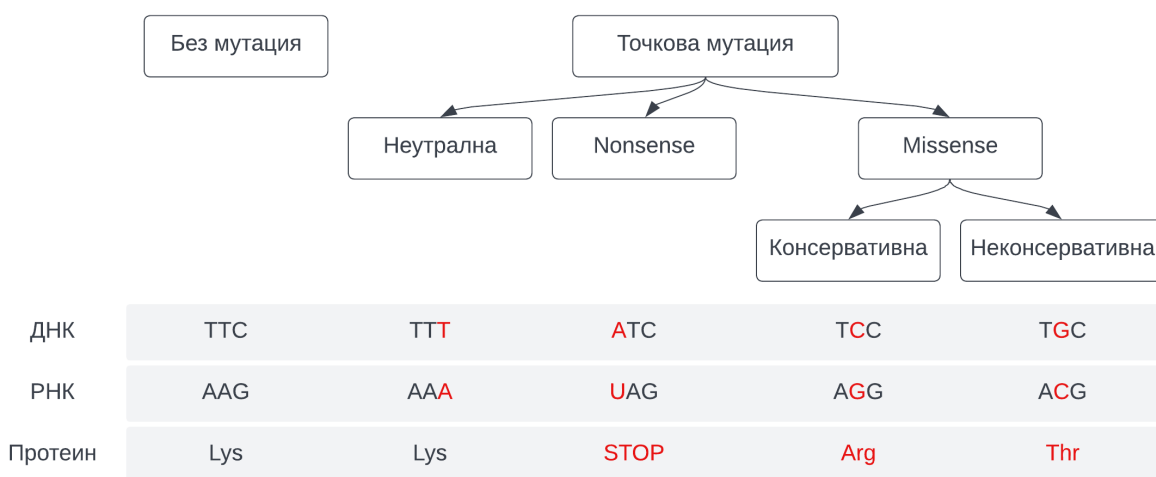 Без мутация
Точкова мутация
Неутрална
Nonsense
Missense
Консервативна
Неконсервативна
ДНК TTC TTT ATC TCC TGC
РНК AAG AAA UAG AGG ACG
Протеин Lys Lys STOP Arg Thr